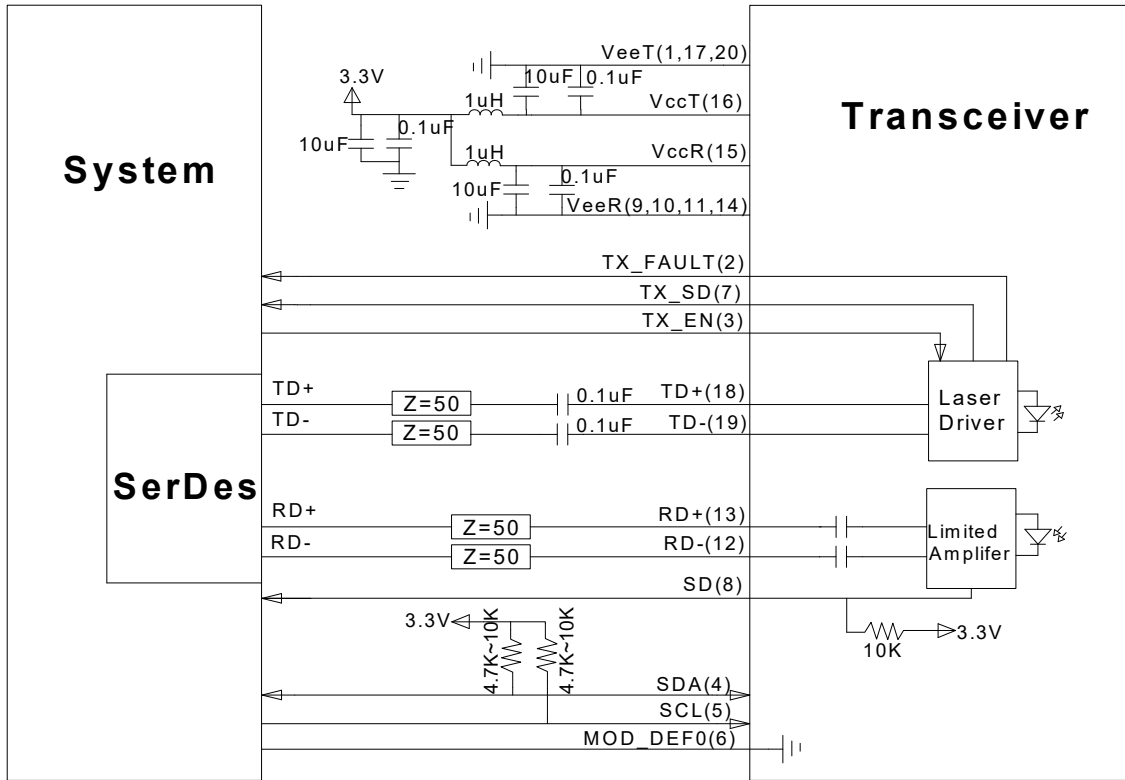 VeeT(1,17,20)
10uF
0.1uF
3.3V
1uH
VccT(16)
Transceiver
0.1uF
10uF
System
1uH
VccR(15)
0.1uF
10uF
VeeR(9,10,11,14)
TX_FAULT(2)
TX_SD(7)
TX_EN(3)
TD+
Z=50
0.1uF
TD+(18)
TD-
Z=50
0.1uF
TD-(19)
Laser
Driver
SerDes
RD+
Z=50
RD+(13)
RD-
Z=50
RD-(12)
Limited
Amplifer
SD(8)
3.3V
4.7K~10K
4.7K~10K
10K
3.3V
SDA(4)
SCL(5)
MOD_DEF0(6)